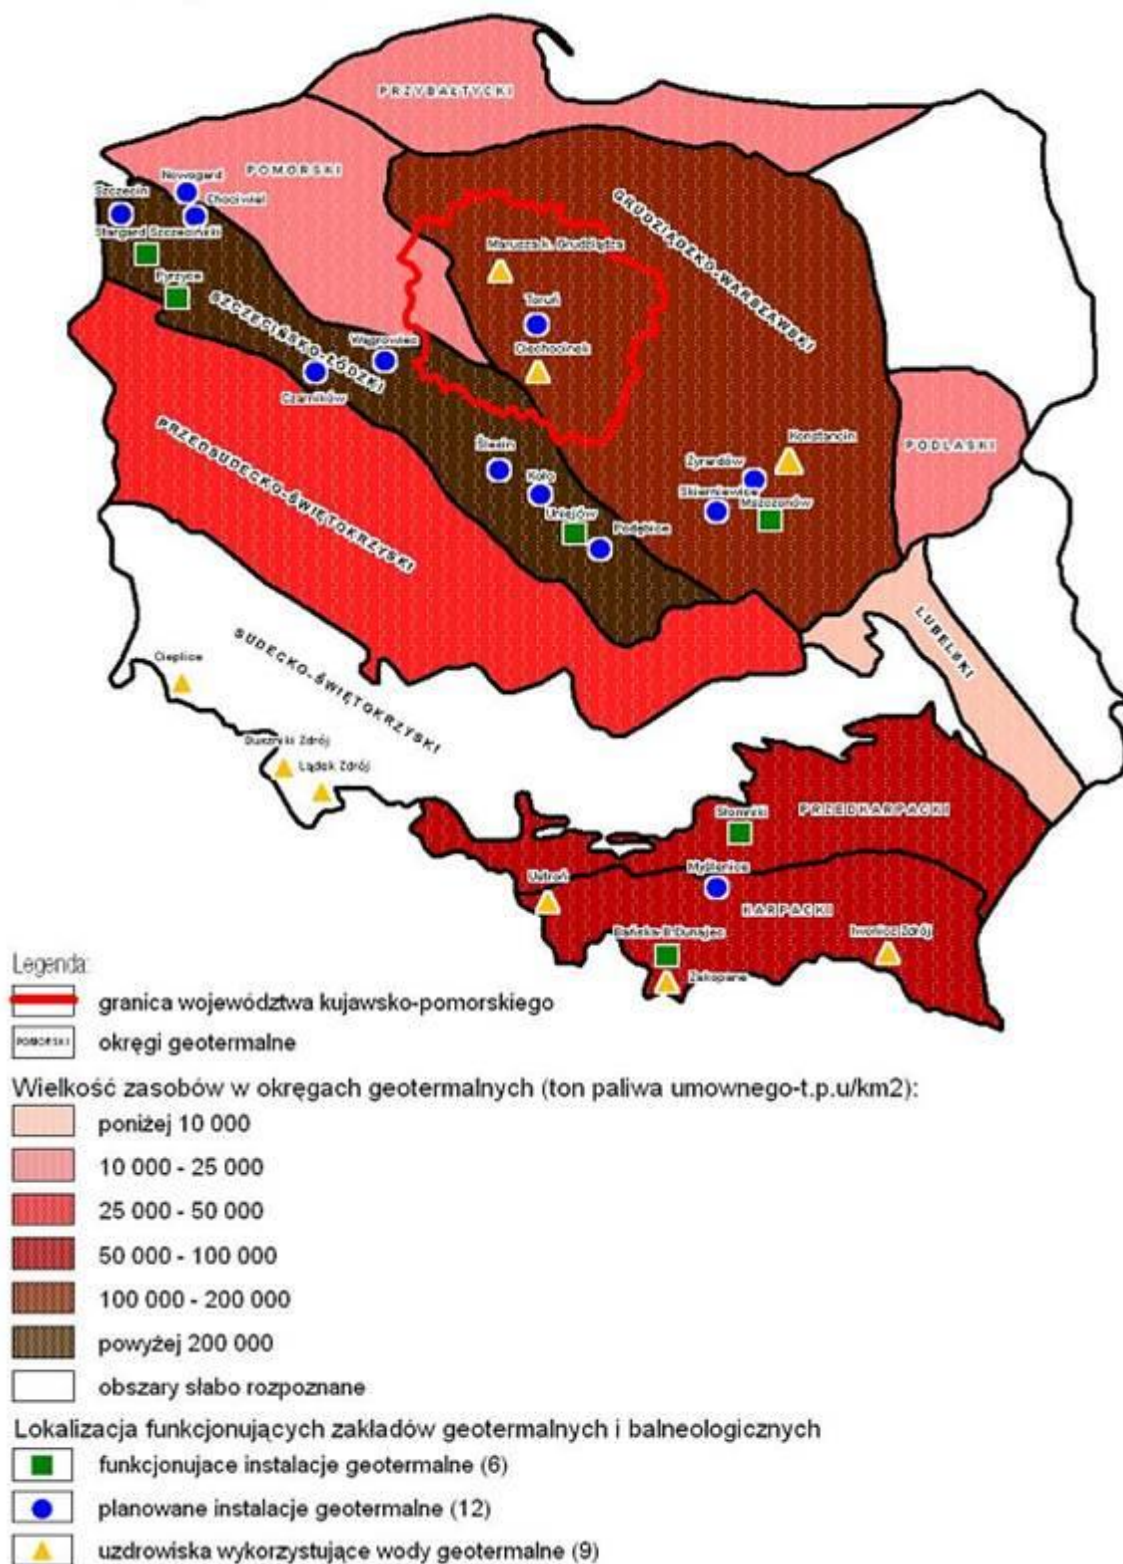 PRZYBAŁTYCKI
POMORSKI
Nowogard
Szczecin
Chociwel
Stargard Szczeciński
Pyrzyce
GRUDZIĄDZKO-WARSZAWSKI
Marusza k. Grudziądza
Toruń
Ciechocinek
SZCZECIŃSKO-ŁÓDZKI
Wągrowiec
Czarników
PRZEDSUDECKO-ŚWIĘTOKRZYSKI
Ślesin
Koło
Uniejów
Poddębice
Konstancin
Żyrardów
Skierniewice
Mszczonów
PODLASKI
LUBELSKI
SUDECKO-ŚWIĘTOKRZYSKI
Cieplice
Duszniki Zdrój
Lądek Zdrój
PRZEDKARPACKI
Słomniki
Ustroń
Myślenice
KARPACKI
Bańska-B.Dunajec
Zakopane
Iwonicz Zdrój
Legenda:
granica województwa kujawsko-pomorskiego
POMORSKI
okręgi geotermalne
Wielkość zasobów w okręgach geotermalnych (ton paliwa umownego-t.p.u/km2):
poniżej 10 000
10 000 - 25 000
25 000 - 50 000
50 000 - 100 000
100 000 - 200 000
powyżej 200 000
obszary słabo rozpoznane
Lokalizacja funkcjonujących zakładów geotermalnych i balneologicznych
funkcjonujace instalacje geotermalne (6)
planowane instalacje geotermalne (12)
uzdrowiska wykorzystujące wody geotermalne (9)